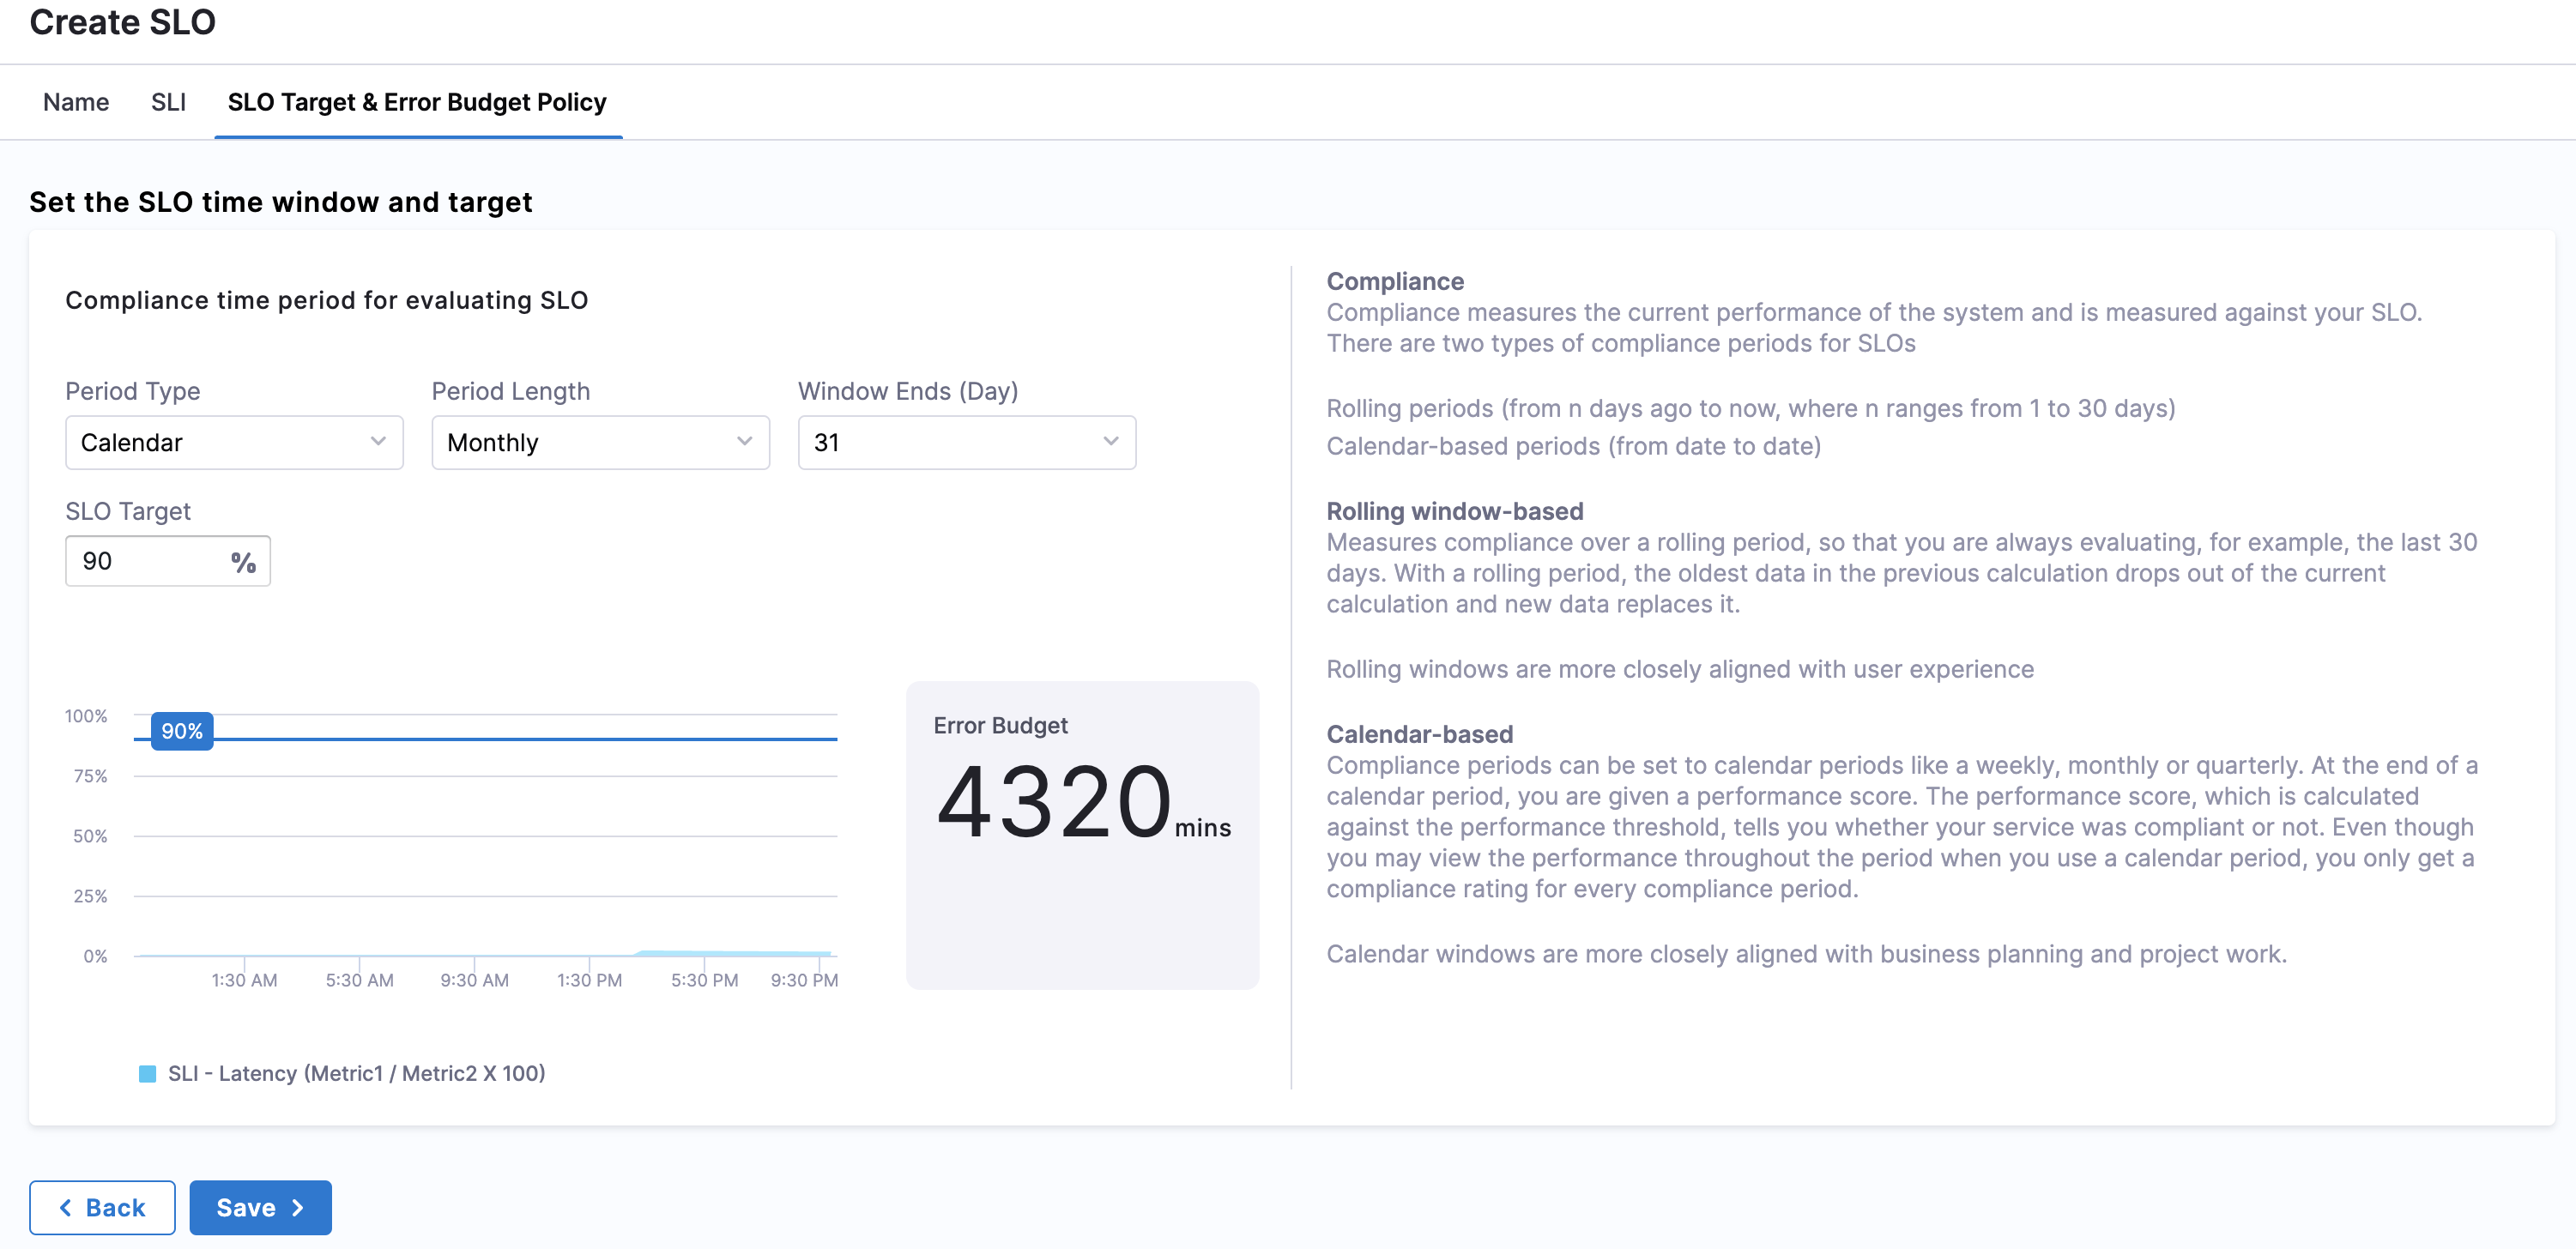 Create SLO
Name
SLI
SLO Target & Error Budget Policy
Set the SLO time window and target
Compliance time period for evaluating SLO
Period Type
Period Length
Window Ends (Day)
Calendar
Monthly
31
SLO Target
90 %
100%
90%
75%
50%
25%
0%
1:30 AM
5:30 AM
9:30 AM
1:30 PM
5:30 PM
9:30 PM
SLI - Latency (Metric1 / Metric2 X 100)
Error Budget
4320 mins
Compliance
Compliance measures the current performance of the system and is measured against your SLO.
There are two types of compliance periods for SLOs
Rolling periods (from n days ago to now, where n ranges from 1 to 30 days)
Calendar-based periods (from date to date)
Rolling window-based
Measures compliance over a rolling period, so that you are always evaluating, for example, the last 30
days. With a rolling period, the oldest data in the previous calculation drops out of the current
calculation and new data replaces it.
Rolling windows are more closely aligned with user experience
Calendar-based
Compliance periods can be set to calendar periods like a weekly, monthly or quarterly. At the end of a
calendar period, you are given a performance score. The performance score, which is calculated
against the performance threshold, tells you whether your service was compliant or not. Even though
you may view the performance throughout the period when you use a calendar period, you only get a
compliance rating for every compliance period.
Calendar windows are more closely aligned with business planning and project work.
Back
Save